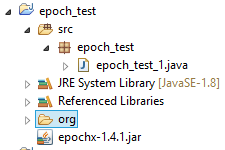 epoch_test
src
epoch_test
epoch_test_1.java
JRE System Library [JavaSE-1.8]
Referenced Libraries
org
epochx-1.4.1.jar